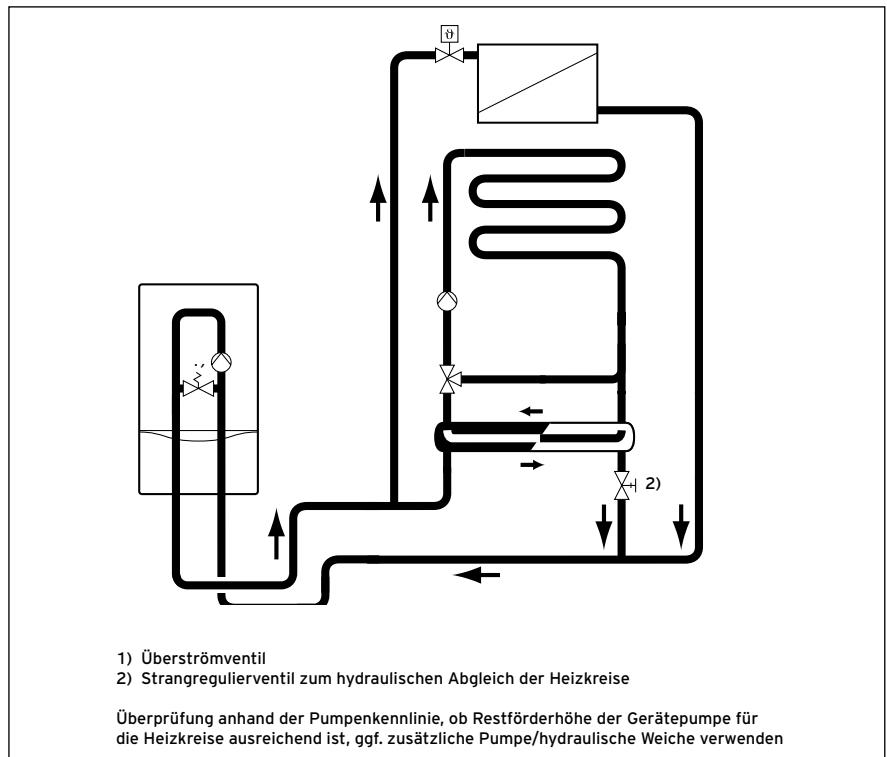 ϑ
2)
1) Überströmventil
2) Strangregulierventil zum hydraulischen Abgleich der Heizkreise
Überprüfung anhand der Pumpenkennlinie, ob Restförderhöhe der Gerätepumpe für
die Heizkreise ausreichend ist, ggf. zusätzliche Pumpe/hydraulische Weiche verwenden